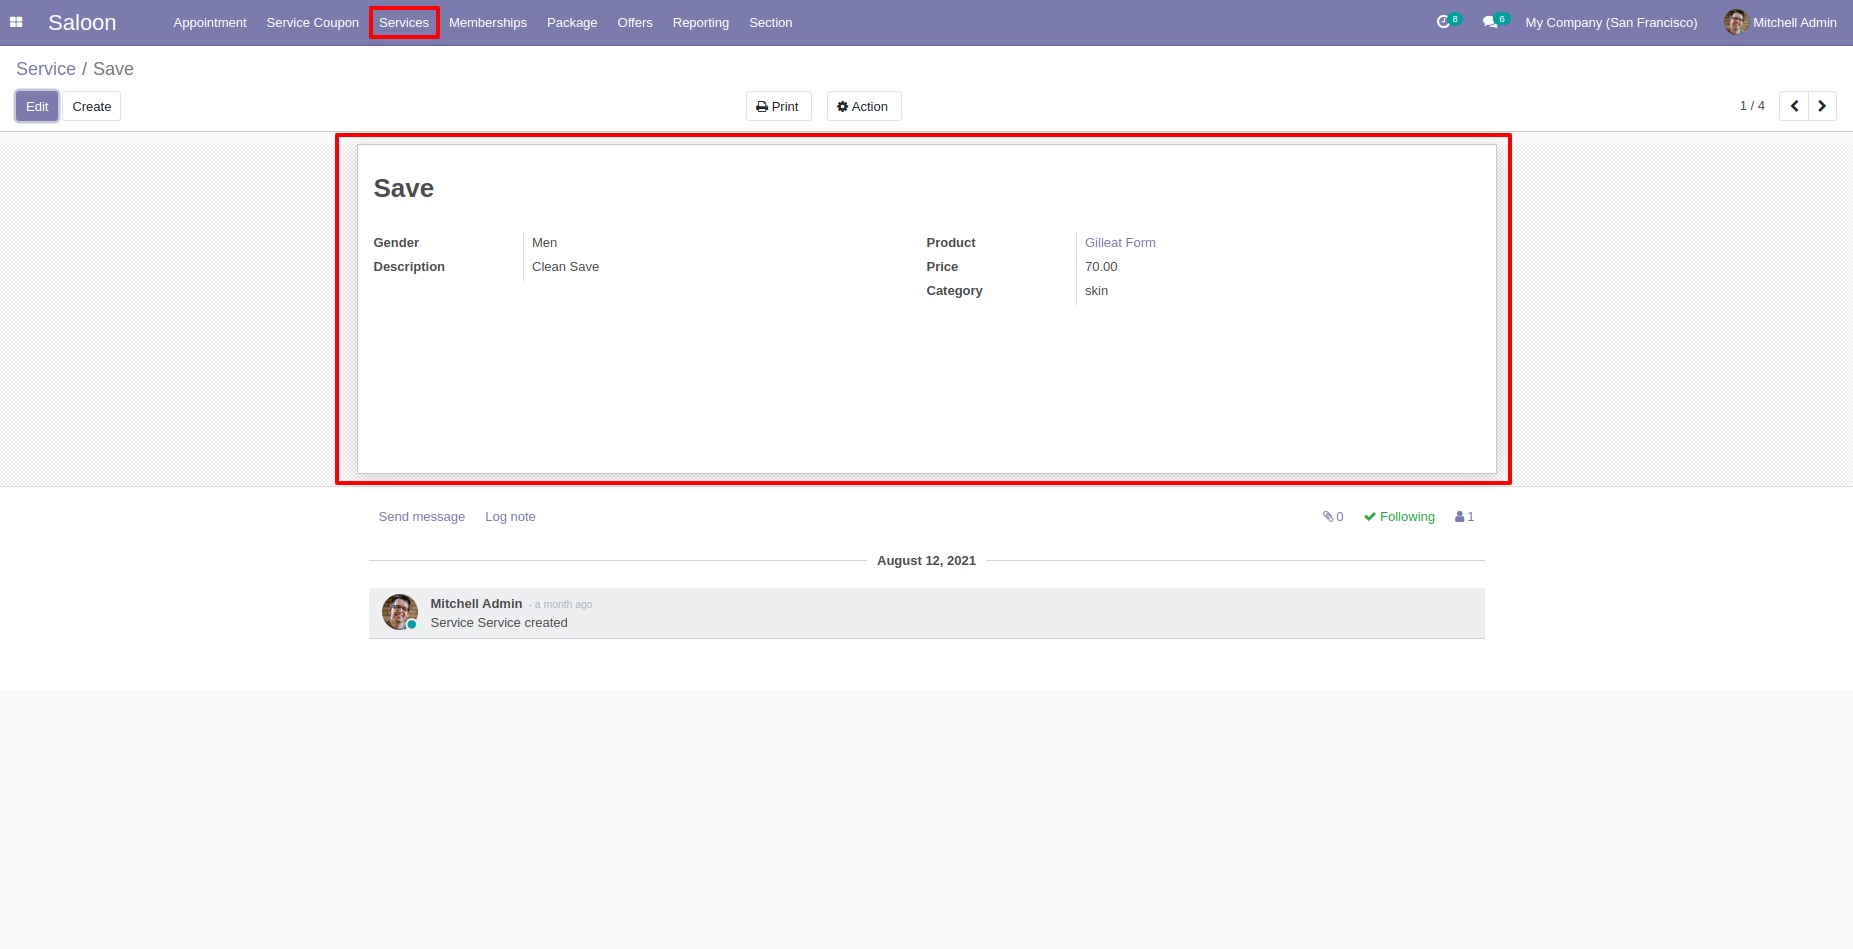 Saloon Appointment Service Coupon Services Memberships Package Offers Reporting Section 8 6 My Company (San Francisco) Mitchell Admin
Service / Save
Edit Create Print Action 1 / 4
Save
Gender Men Product Gilleat Form
Description Clean Save Price 70.00
Category skin
Send message Log note 0 Following 1
August 12, 2021
Mitchell Admin - a month ago
Service Service created